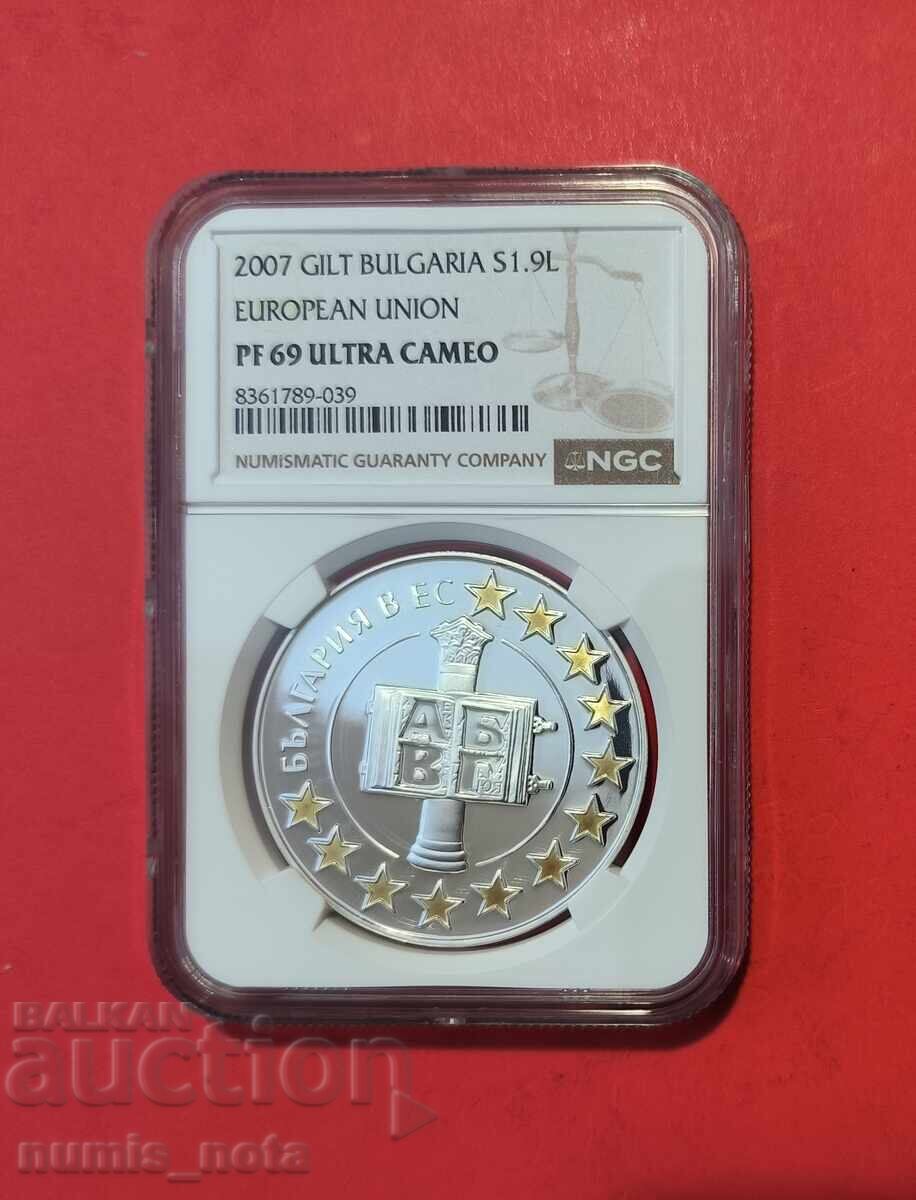 2007 GILT BULGARIA S1.9L
EUROPEAN UNION
PF 69 ULTRA CAMEO
8361789-039
NUMISMATIC GUARANTY COMPANY NGC
БЪЛГАРИЯ В ЕС
А Б
В Г
BALKAN
auction
numis_nota